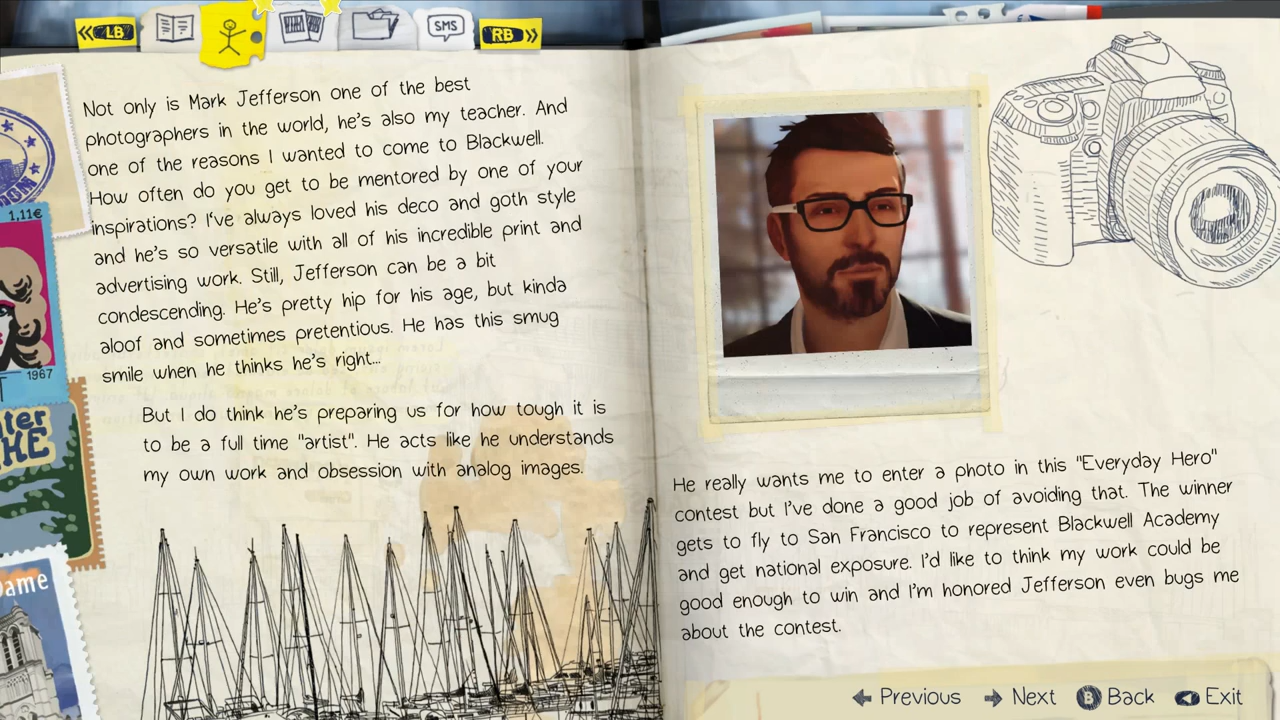 LB
SMS
RB
Not only is Mark Jefferson one of the best
photographers in the world, he's also my teacher. And
one of the reasons I wanted to come to Blackwell.
How often do you get to be mentored by one of your
inspirations? I've always loved his deco and goth style
and he's so versatile with all of his incredible print and
advertising work. Still, Jefferson can be a bit
condescending. He's pretty hip for his age, but kinda
aloof and sometimes pretentious. He has this smug
smile when he thinks he's right...
But I do think he's preparing us for how tough it is
to be a full time "artist". He acts like he understands
my own work and obsession with analog images.
1,11€
1967
Dame
He really wants me to enter a photo in this "Everyday Hero"
contest but I've done a good job of avoiding that. The winner
gets to fly to San Francisco to represent Blackwell Academy
and get national exposure. I'd like to think my work could be
good enough to win and I'm honored Jefferson even bugs me
about the contest.
Previous
Next
B Back
Exit